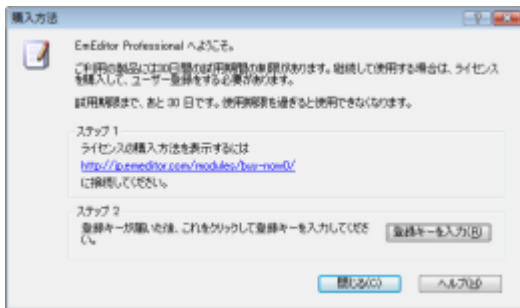 購入方法
EmEditor Professional へようこそ。
ご利用の製品には30日間の試用期間の制限があります。継続して使用する場合は、ライセンス
を購入して、ユーザー登録をする必要があります。
試用期限まで、あと 30 日です。使用期限を過ぎると使用できなくなります。
ステップ 1
ライセンスの購入方法を表示するには
http://jp.emeditor.com/modules/buy-now0/
に接続してください。
ステップ 2
登録キーが届いた後、これをクリックして登録キーを入力してくださ
い。
登録キーを入力(R)
閉じる(C)
ヘルプ(H)